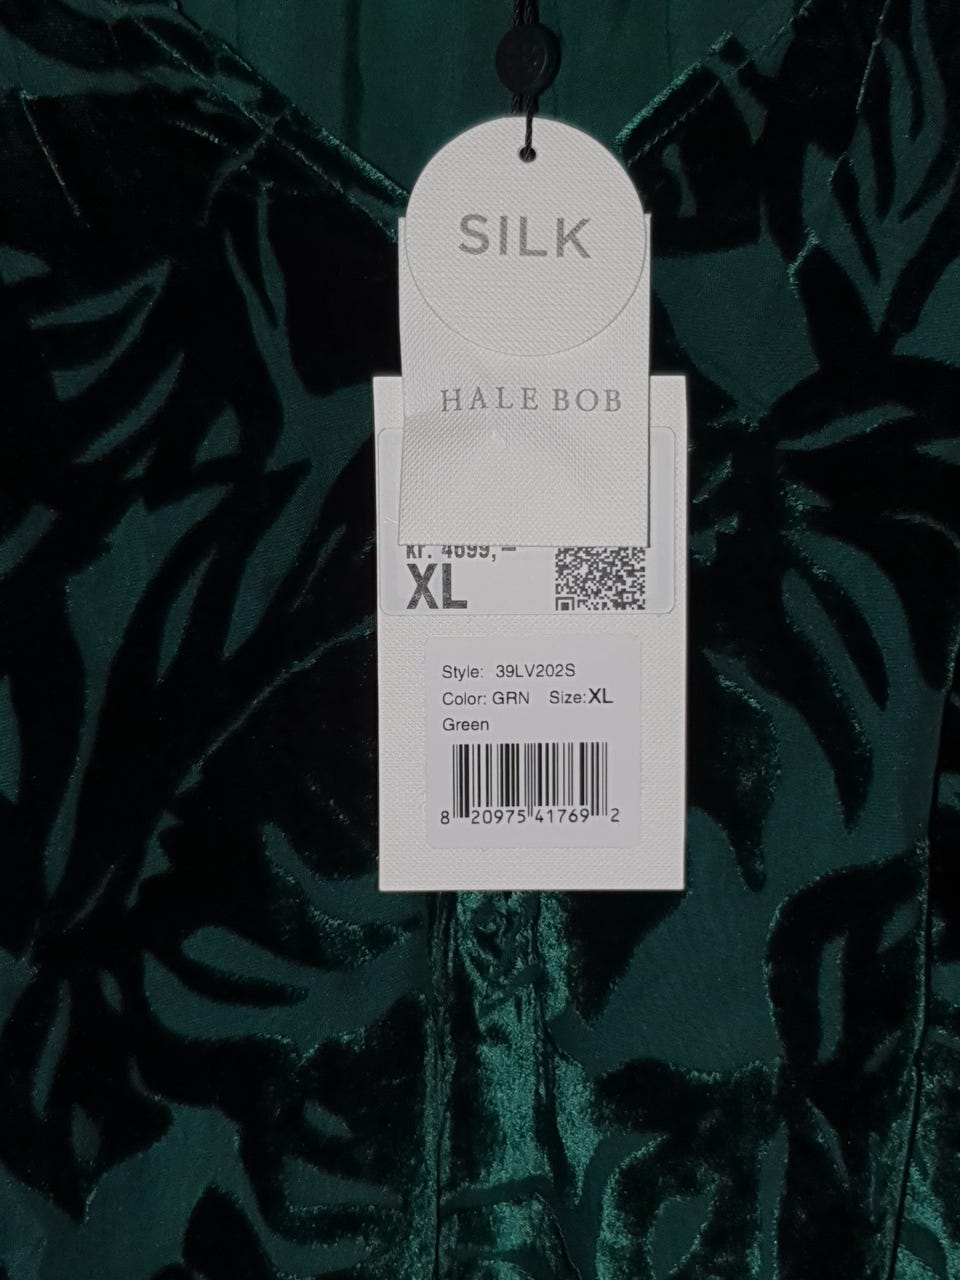 SILK
HALE BOB
kr. 4699,–
XL
Style: 39LV202S
Color: GRN Size: XL
Green
8 20975 41769 2